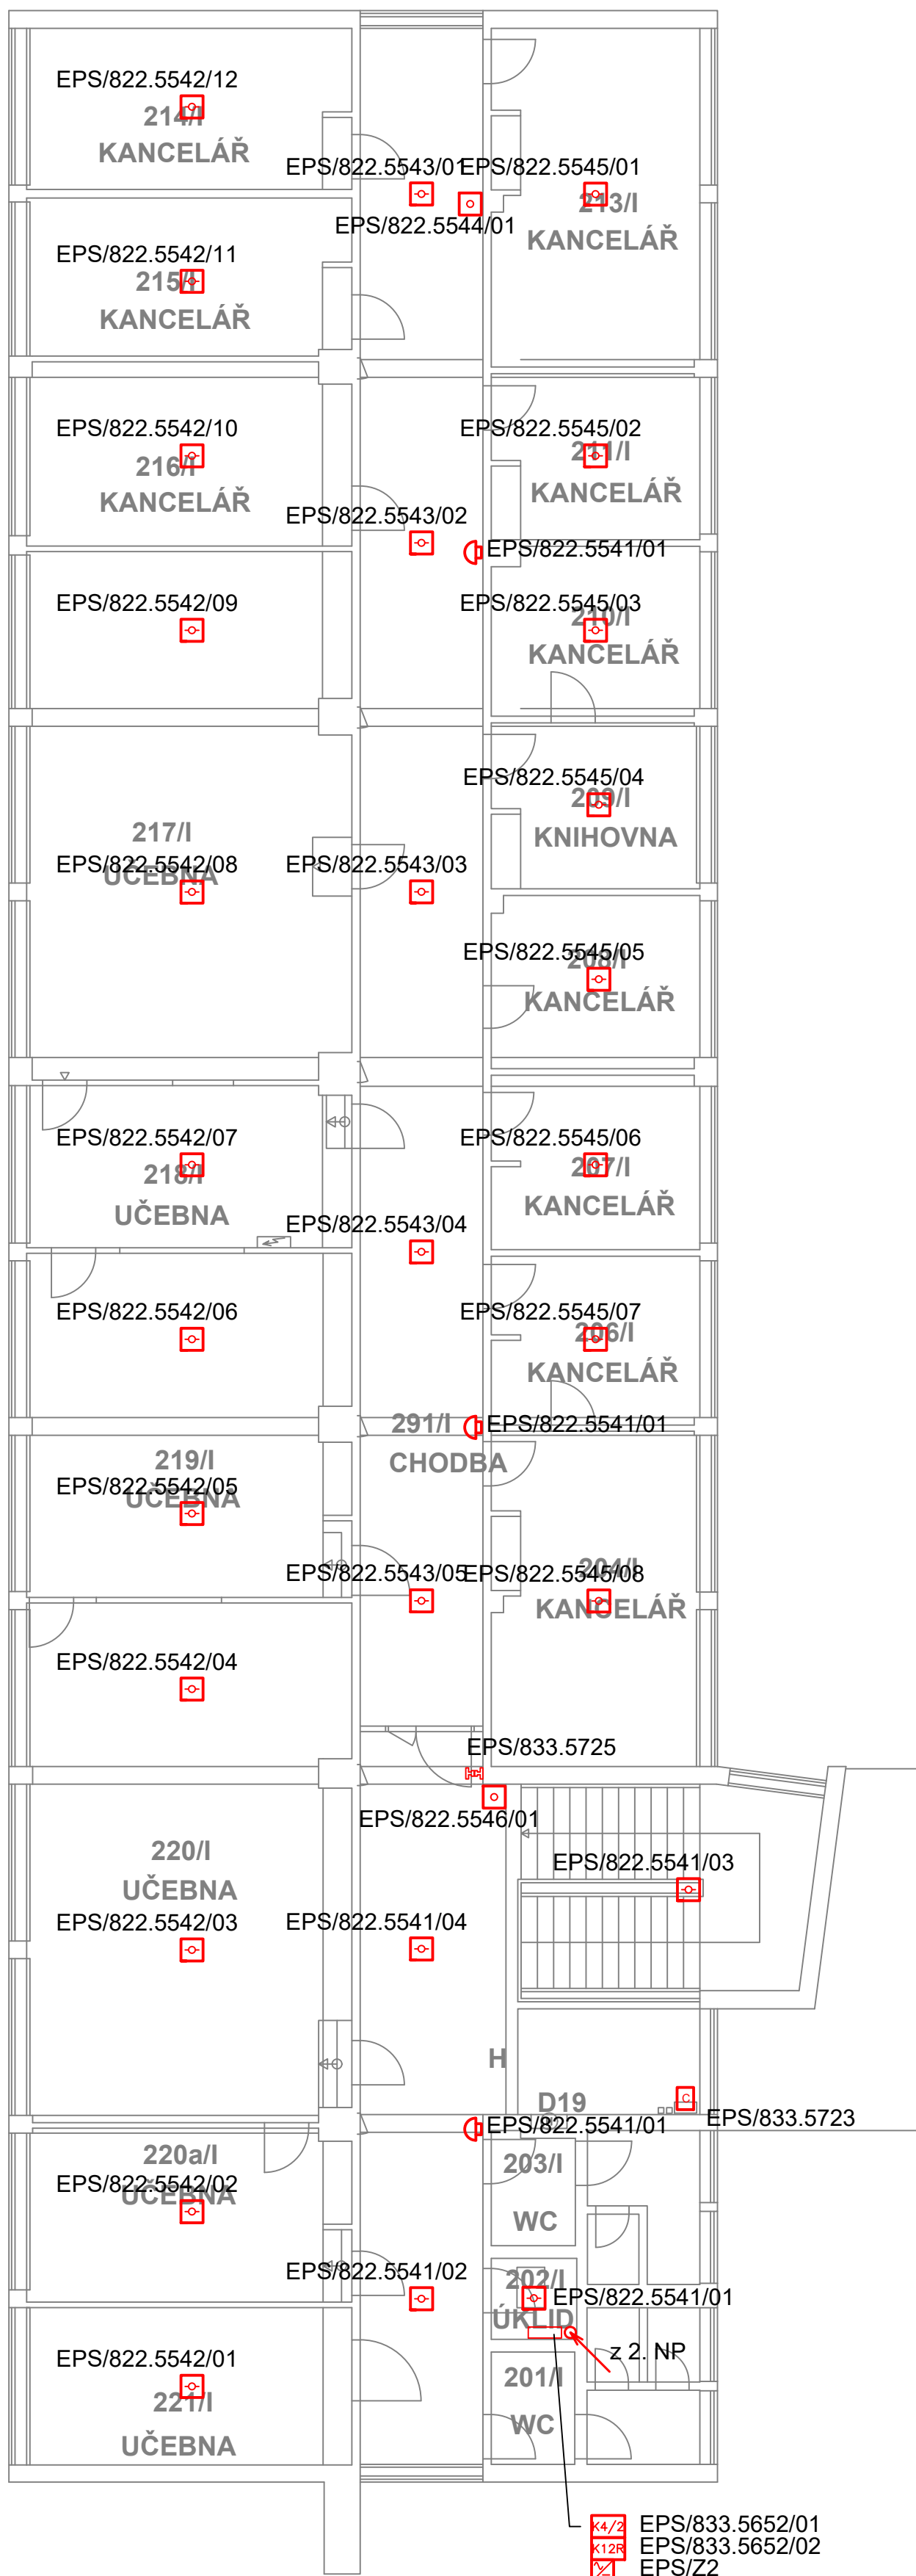 EPS/822.5542/12
214/I
KANCELÁŘ
EPS/822.5543/01
EPS/822.5545/01
EPS/822.5544/01
213/I
KANCELÁŘ
EPS/822.5542/11
215/I
KANCELÁŘ
EPS/822.5542/10
216/I
KANCELÁŘ
EPS/822.5545/02
211/I
KANCELÁŘ
EPS/822.5543/02
EPS/822.5541/01
EPS/822.5542/09
EPS/822.5545/03
210/I
KANCELÁŘ
EPS/822.5545/04
209/I
KNIHOVNA
217/I
UČEBNA
EPS/822.5542/08
EPS/822.5543/03
EPS/822.5545/05
208/I
KANCELÁŘ
EPS/822.5542/07
218/I
UČEBNA
EPS/822.5545/06
207/I
KANCELÁŘ
EPS/822.5543/04
EPS/822.5542/06
EPS/822.5545/07
206/I
KANCELÁŘ
291/I
CHODBA
EPS/822.5541/01
219/I
UČEBNA
EPS/822.5542/05
EPS/822.5543/05
EPS/822.5545/08
204/I
KANCELÁŘ
EPS/822.5542/04
EPS/833.5725
EPS/822.5546/01
220/I
UČEBNA
EPS/822.5541/03
EPS/822.5542/03
EPS/822.5541/04
H
D19
C
EPS/833.5723
EPS/822.5541/01
220a/I
UČEBNA
EPS/822.5542/02
203/I
WC
EPS/822.5541/02
202/I
ÚKLID
EPS/822.5541/01
z 2. NP
EPS/822.5542/01
221/I
UČEBNA
201/I
WC
K4/2 EPS/833.5652/01
K12R EPS/833.5652/02
EPS/Z2